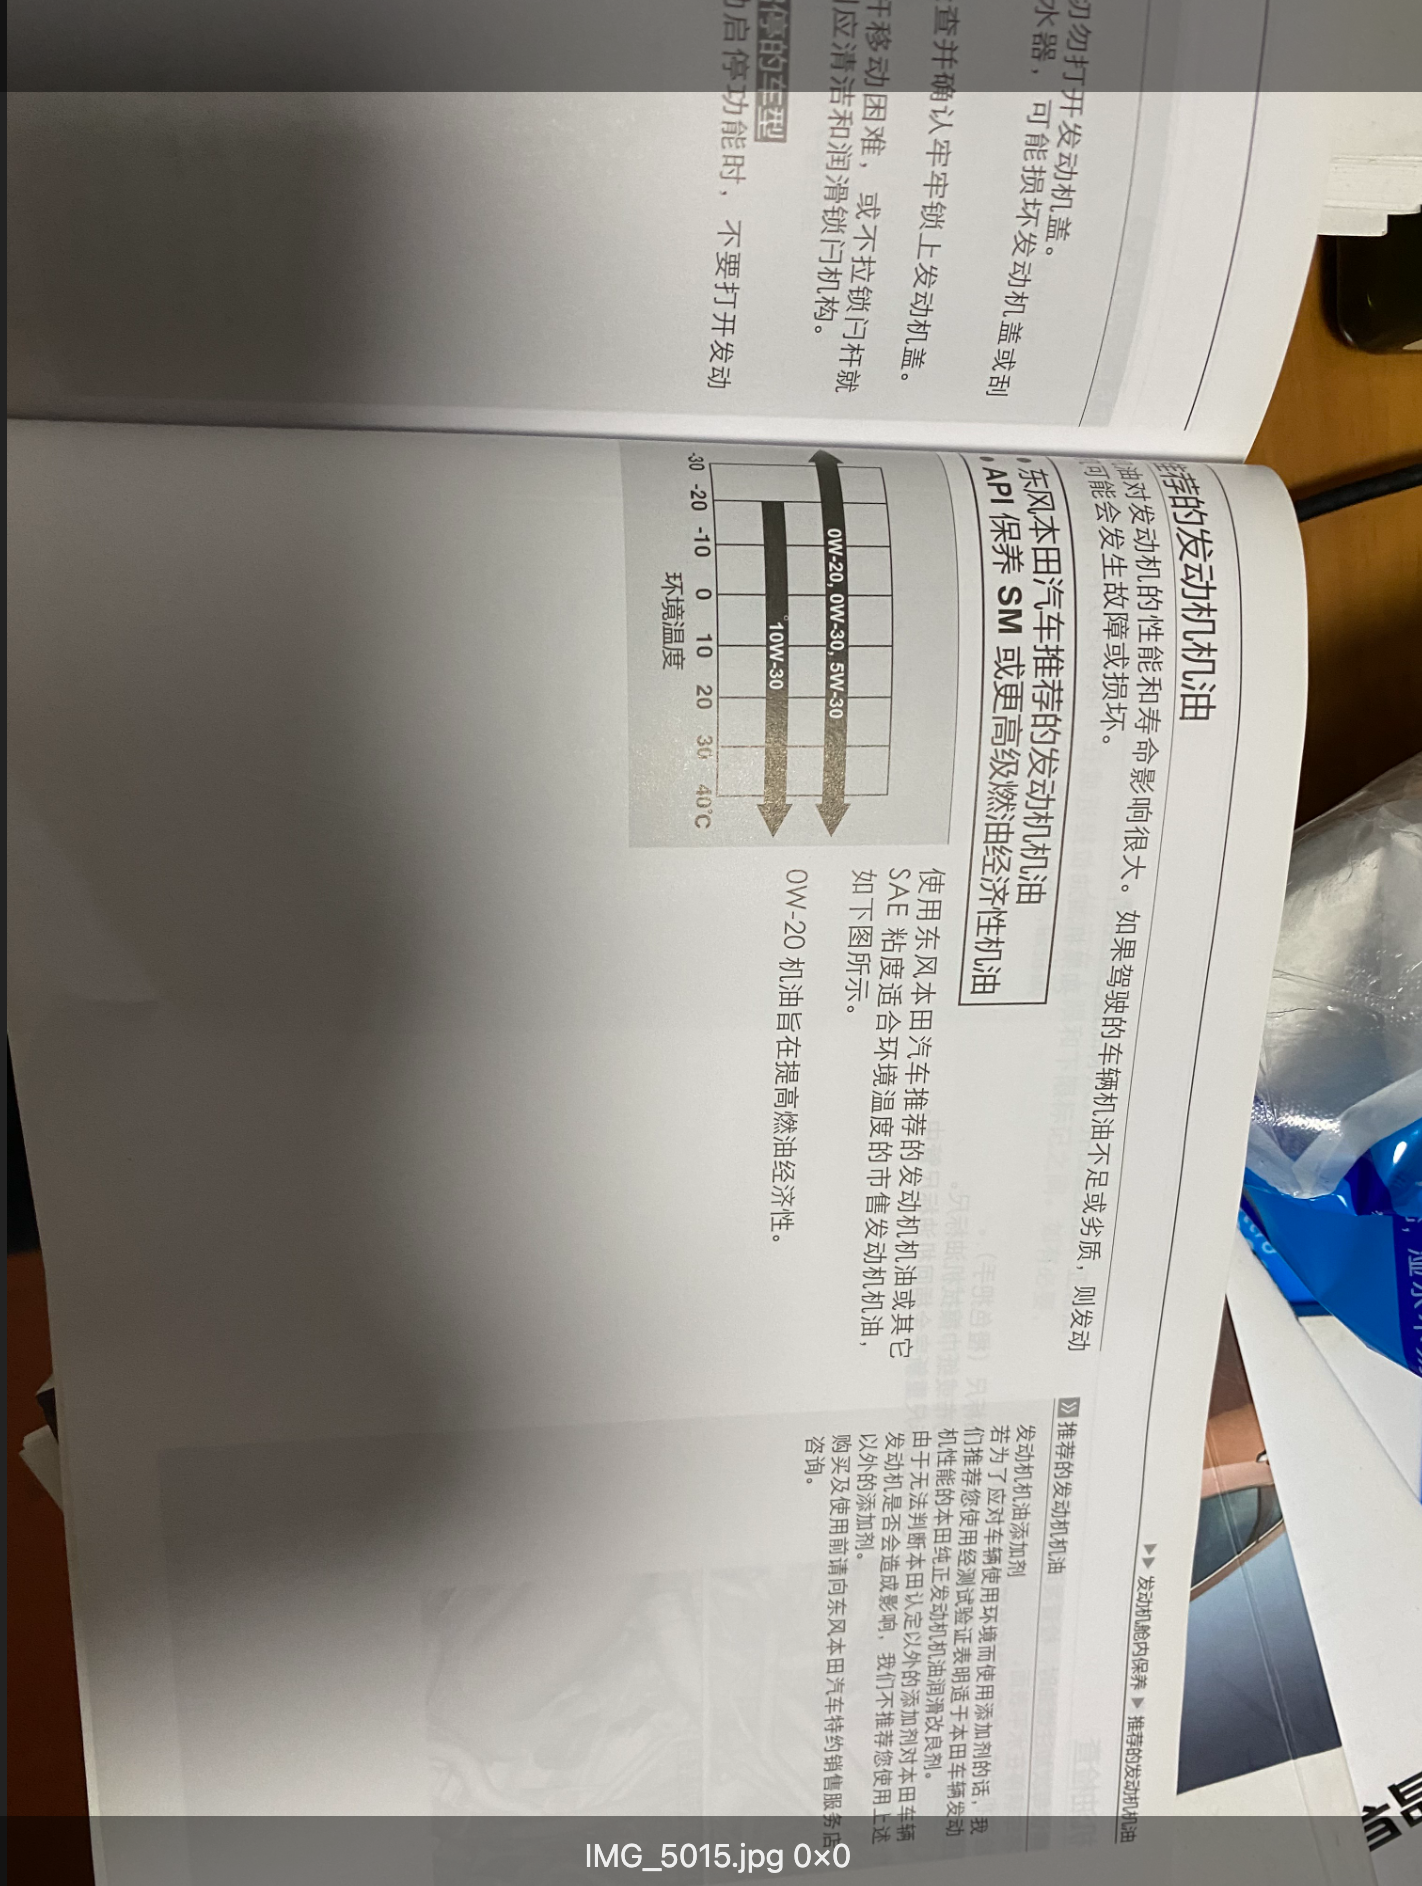 切勿打开发动机盖。
水器，可能损坏发动机盖或刮
查并确认牢牢锁上发动机盖。
杆移动困难，或不拉锁门杆就
应清洁和润滑锁门机构。
停的车型
启停功能时，不要打开发动
▶▶ 发动机舱内保养 ▶ 推荐的发动机机油
推荐的发动机机油
油对发动机的性能和寿命影响很大。如果驾驶的车辆机油不足或劣质，则发动
可能会发生故障或损坏。
• 东风本田汽车推荐的发动机机油
• API 保养 SM 或更高级燃油经济性机油
0W-20, 0W-30, 5W-30
10W-30
-30 -20 -10 0 10 20 30 40°C
环境温度
使用东风本田汽车推荐的发动机机油或其它
SAE 粘度适合环境温度的市售发动机机油，
如下图所示。
0W-20 机油旨在提高燃油经济性。
》推荐的发动机机油
发动机机油添加剂
若为了应对车辆使用环境而使用添加剂的话，我
们推荐您使用经测试验证表明适于本田车辆发动
机性能的本田纯正发动机机油润滑改良剂。
由于无法判断本田认定以外的添加剂对本田车辆
发动机是否会造成影响，我们不推荐您使用上述
以外的添加剂。
购买及使用前请向东风本田汽车特约销售服务店
咨询。
IMG_5015.jpg 0×0